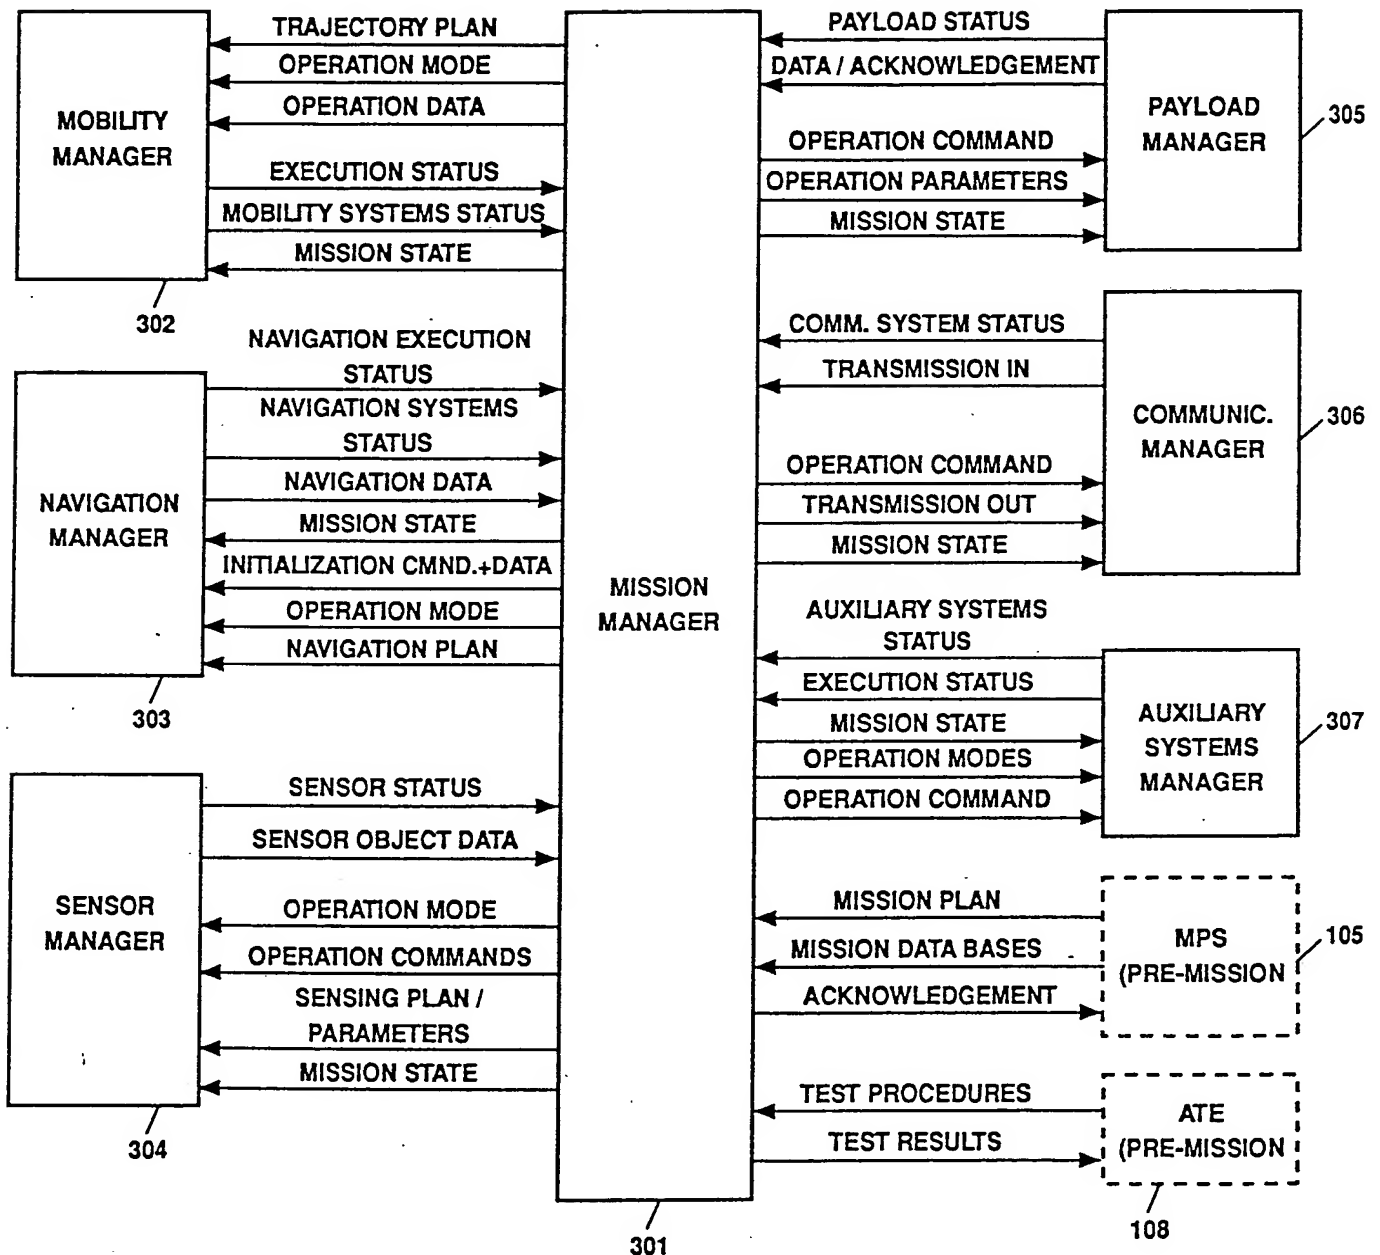 TRAJECTORY PLAN
OPERATION MODE
OPERATION DATA
EXECUTION STATUS
MOBILITY SYSTEMS STATUS
MISSION STATE
MOBILITY
MANAGER
302
NAVIGATION EXECUTION
STATUS
NAVIGATION SYSTEMS
STATUS
NAVIGATION DATA
MISSION STATE
INITIALIZATION CMND.+DATA
OPERATION MODE
NAVIGATION PLAN
NAVIGATION
MANAGER
303
SENSOR STATUS
SENSOR OBJECT DATA
OPERATION MODE
OPERATION COMMANDS
SENSING PLAN /
PARAMETERS
MISSION STATE
SENSOR
MANAGER
304
MISSION
MANAGER
301
PAYLOAD STATUS
DATA / ACKNOWLEDGEMENT
OPERATION COMMAND
OPERATION PARAMETERS
MISSION STATE
PAYLOAD
MANAGER
305
COMM. SYSTEM STATUS
TRANSMISSION IN
OPERATION COMMAND
TRANSMISSION OUT
MISSION STATE
COMMUNIC.
MANAGER
306
AUXILIARY SYSTEMS
STATUS
EXECUTION STATUS
MISSION STATE
OPERATION MODES
OPERATION COMMAND
AUXILIARY
SYSTEMS
MANAGER
307
MISSION PLAN
MISSION DATA BASES
ACKNOWLEDGEMENT
MPS
(PRE-MISSION
105
TEST PROCEDURES
TEST RESULTS
ATE
(PRE-MISSION
108